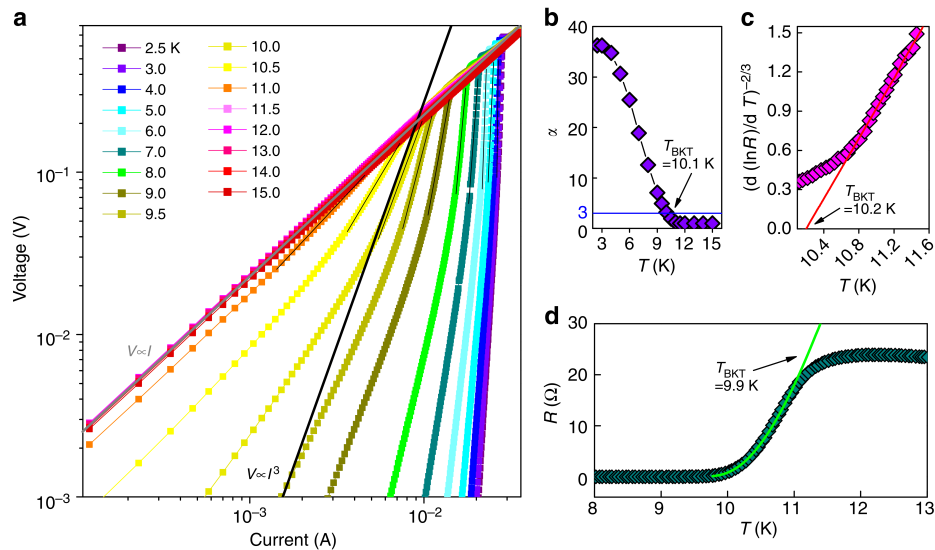 a
2.5 K
3.0
4.0
5.0
6.0
7.0
8.0
9.0
9.5
10.0
10.5
11.0
11.5
12.0
13.0
14.0
15.0
V∝I
V∝I³
10⁻¹
10⁻²
10⁻³
Voltage (V)
10⁻³
10⁻²
Current (A)
b
40
30
20
10
3
0
α
T_BKT
=10.1 K
3
6
9
12
15
T (K)
c
1.5
1.2
0.9
0.6
0.3
0.0
(d (lnR)/d T)⁻²ᐟ³
T_BKT
=10.2 K
10.4
10.8
11.2
11.6
T (K)
d
30
20
10
0
R (Ω)
T_BKT
=9.9 K
8
9
10
11
12
13
T (K)